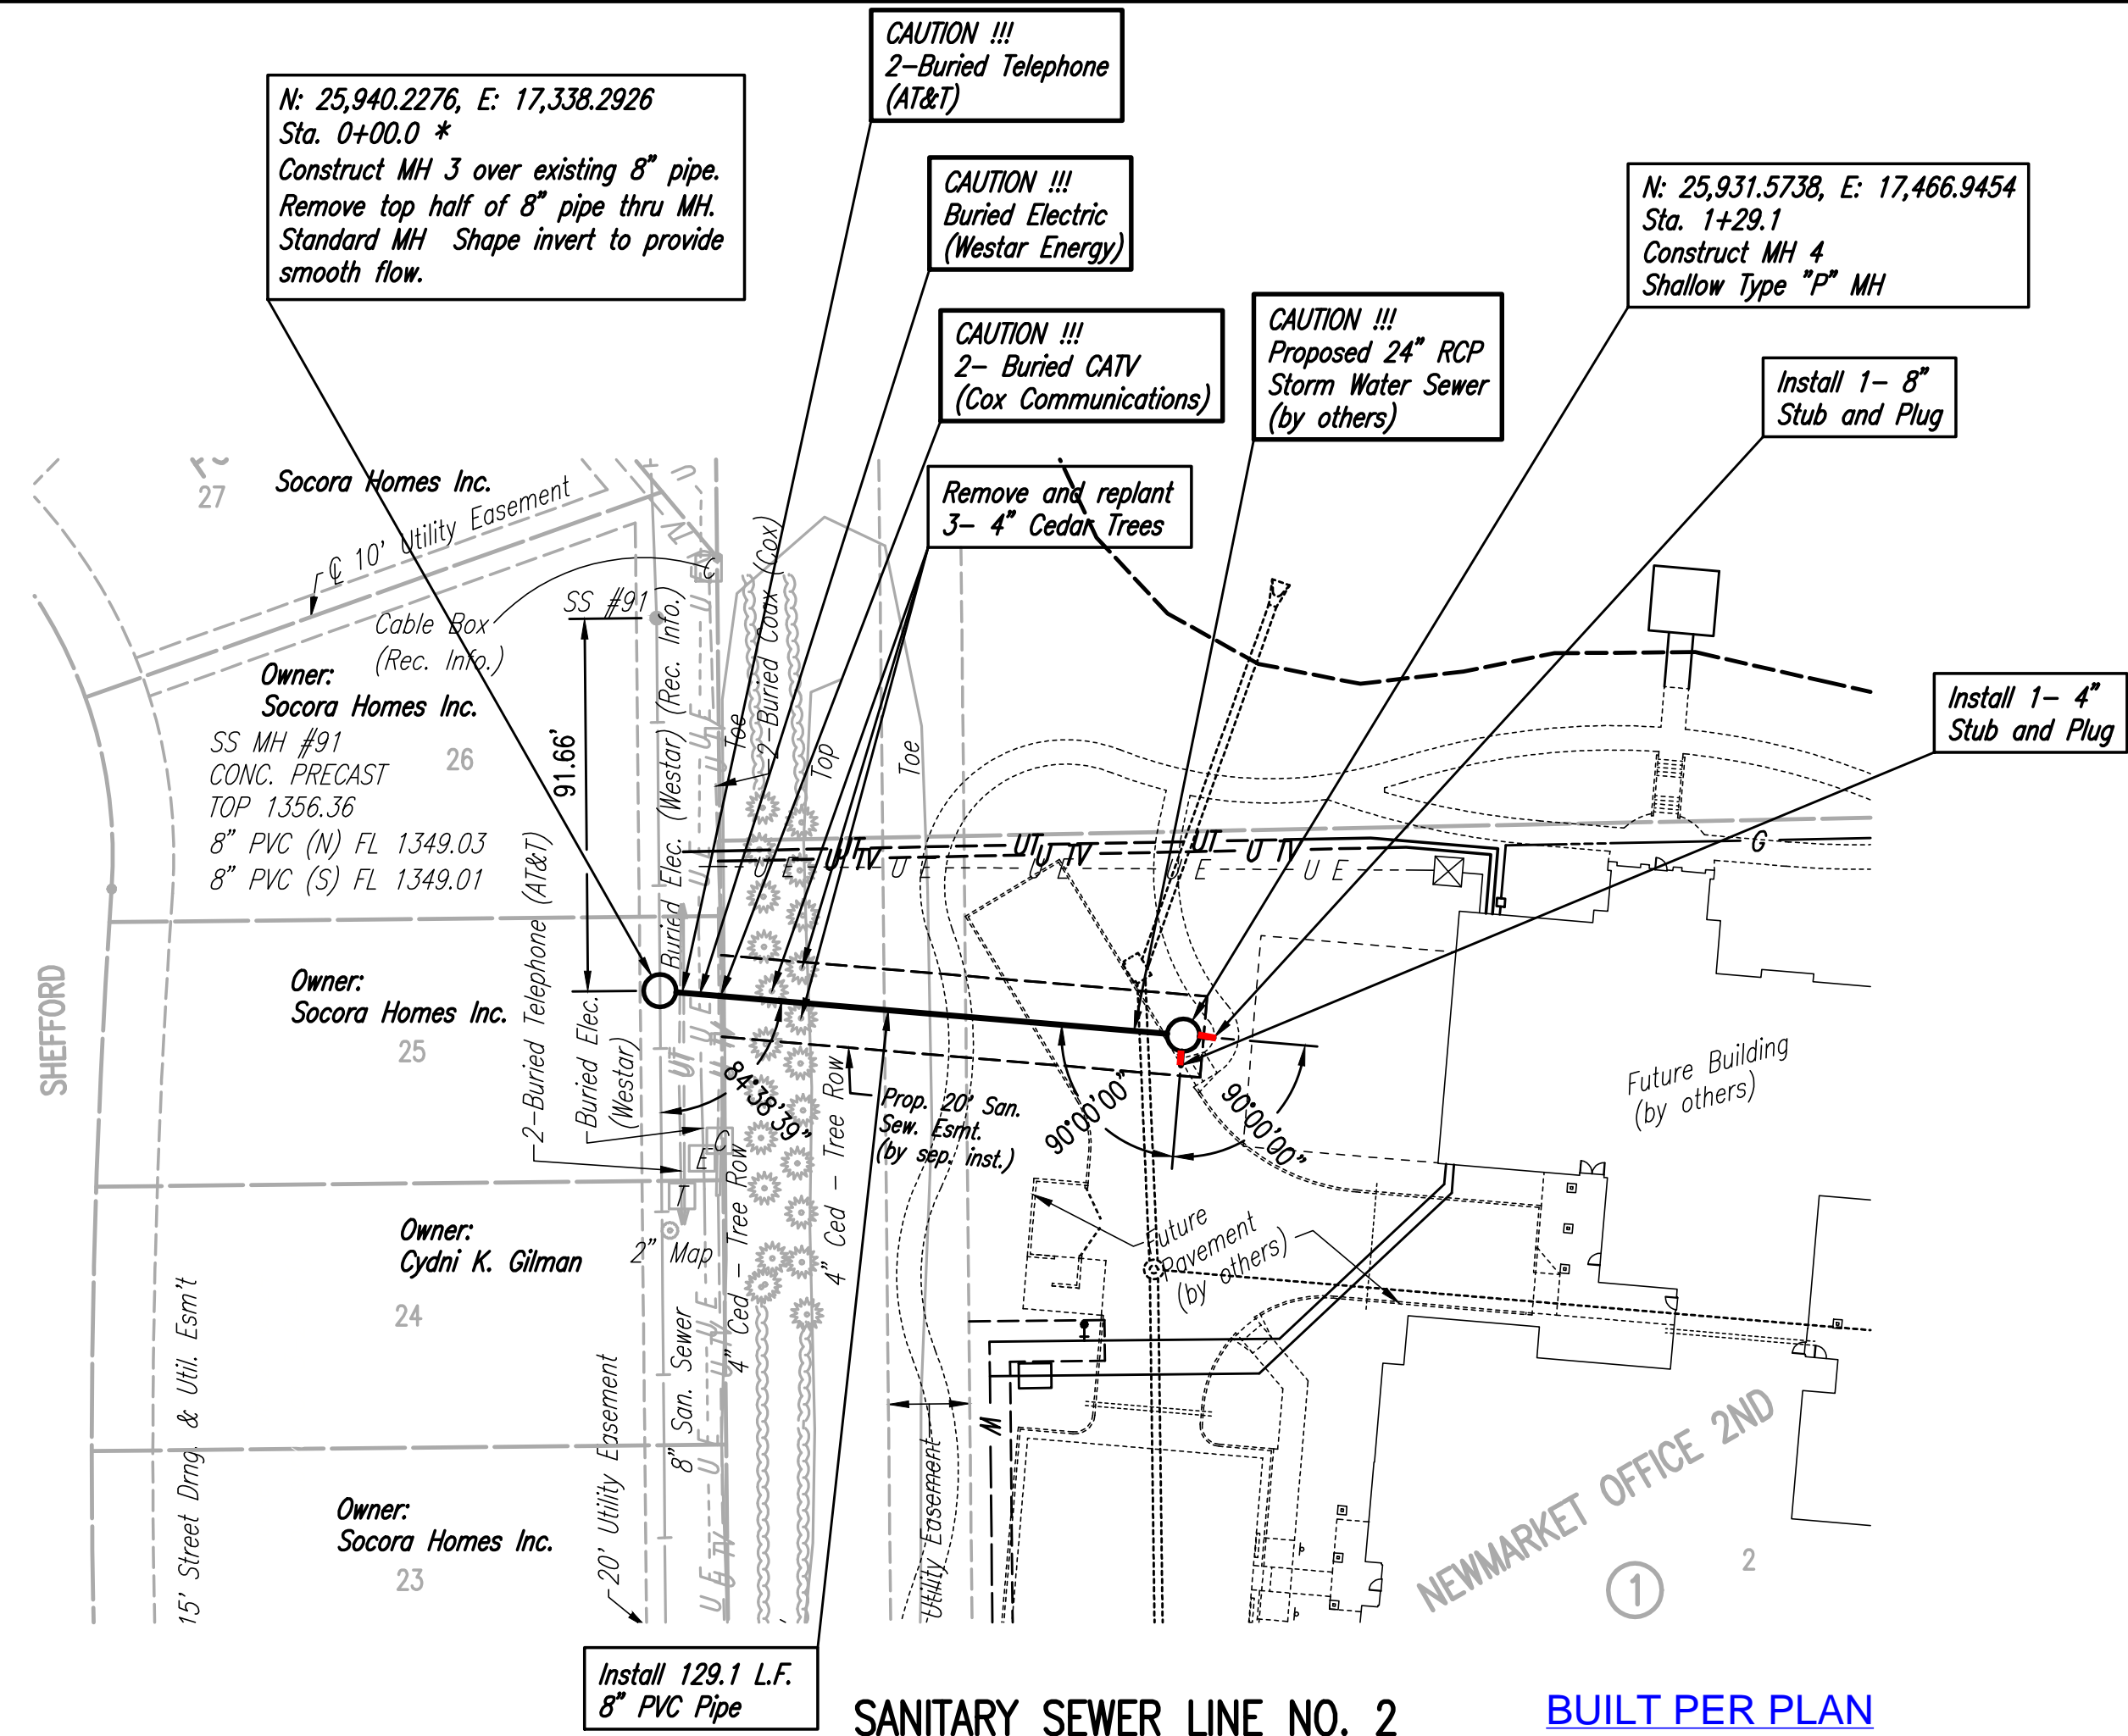 CAUTION !!!
2-Buried Telephone
(AT&T)
N: 25,940.2276, E: 17,338.2926
Sta. 0+00.0 *
Construct MH 3 over existing 8" pipe.
Remove top half of 8" pipe thru MH.
Standard MH  Shape invert to provide
smooth flow.
CAUTION !!!
Buried Electric
(Westar Energy)
N: 25,931.5738, E: 17,466.9454
Sta. 1+29.1
Construct MH 4
Shallow Type "P" MH
CAUTION !!!
2- Buried CATV
(Cox Communications)
CAUTION !!!
Proposed 24" RCP
Storm Water Sewer
(by others)
Install 1- 8"
Stub and Plug
Remove and replant
3- 4" Cedar Trees
Install 1- 4"
Stub and Plug
27
Socora Homes Inc.
℄ 10' Utility Easement
SS #91
Cable Box
(Rec. Info.)
C
Owner:
Socora Homes Inc.
26
SS MH #91
CONC. PRECAST
TOP 1356.36
8" PVC (N) FL 1349.03
8" PVC (S) FL 1349.01
91.66'
Buried Elec. (Westar) (Rec. Info.)
2-Buried Coax (Cox)
Toe
Top
Toe
UT
UT
UT
U TV
U TV
U TV
U E
U E
U E
U E
U E
G
SHEFFORD
Owner:
Socora Homes Inc.
25
2-Buried Telephone (AT&T)
Buried Elec.
(Westar)
UT
84°38'39"
Prop. 20' San.
Sew. Esmt.
(by sep. inst.)
90°00'00"
90°00'00"
Future Building
(by others)
C
E
T
Owner:
Cydni K. Gilman
24
2" Map
4" Ced - Tree Row
4" Ced - Tree Row
Future
Pavement
(by others)
15' Street Drng. & Util. Esm't
20' Utility Easement
8" San. Sewer
Utility Easement
W
Owner:
Socora Homes Inc.
23
NEWMARKET OFFICE 2ND
1
2
Install 129.1 L.F.
8" PVC Pipe
SANITARY SEWER LINE NO. 2
BUILT PER PLAN